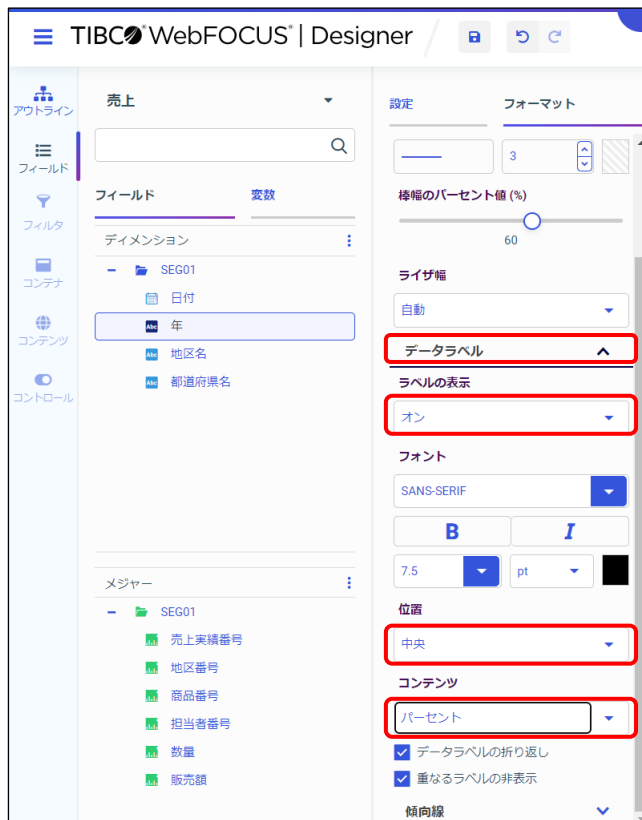 TIBCO® WebFOCUS® | Designer
アウトライン
フィールド
フィルタ
コンテナ
コンテンツ
コントロール
売上
フィールド
変数
ディメンション
SEG01
日付
Abc 年
Abc 地区名
Abc 都道府県名
メジャー
SEG01
売上実績番号
地区番号
商品番号
担当者番号
数量
販売額
設定
フォーマット
3
棒幅のパーセント値 (%)
60
ライザ幅
自動
データラベル
ラベルの表示
オン
フォント
SANS-SERIF
B
I
7.5
pt
位置
中央
コンテンツ
パーセント
データラベルの折り返し
重なるラベルの非表示
傾向線